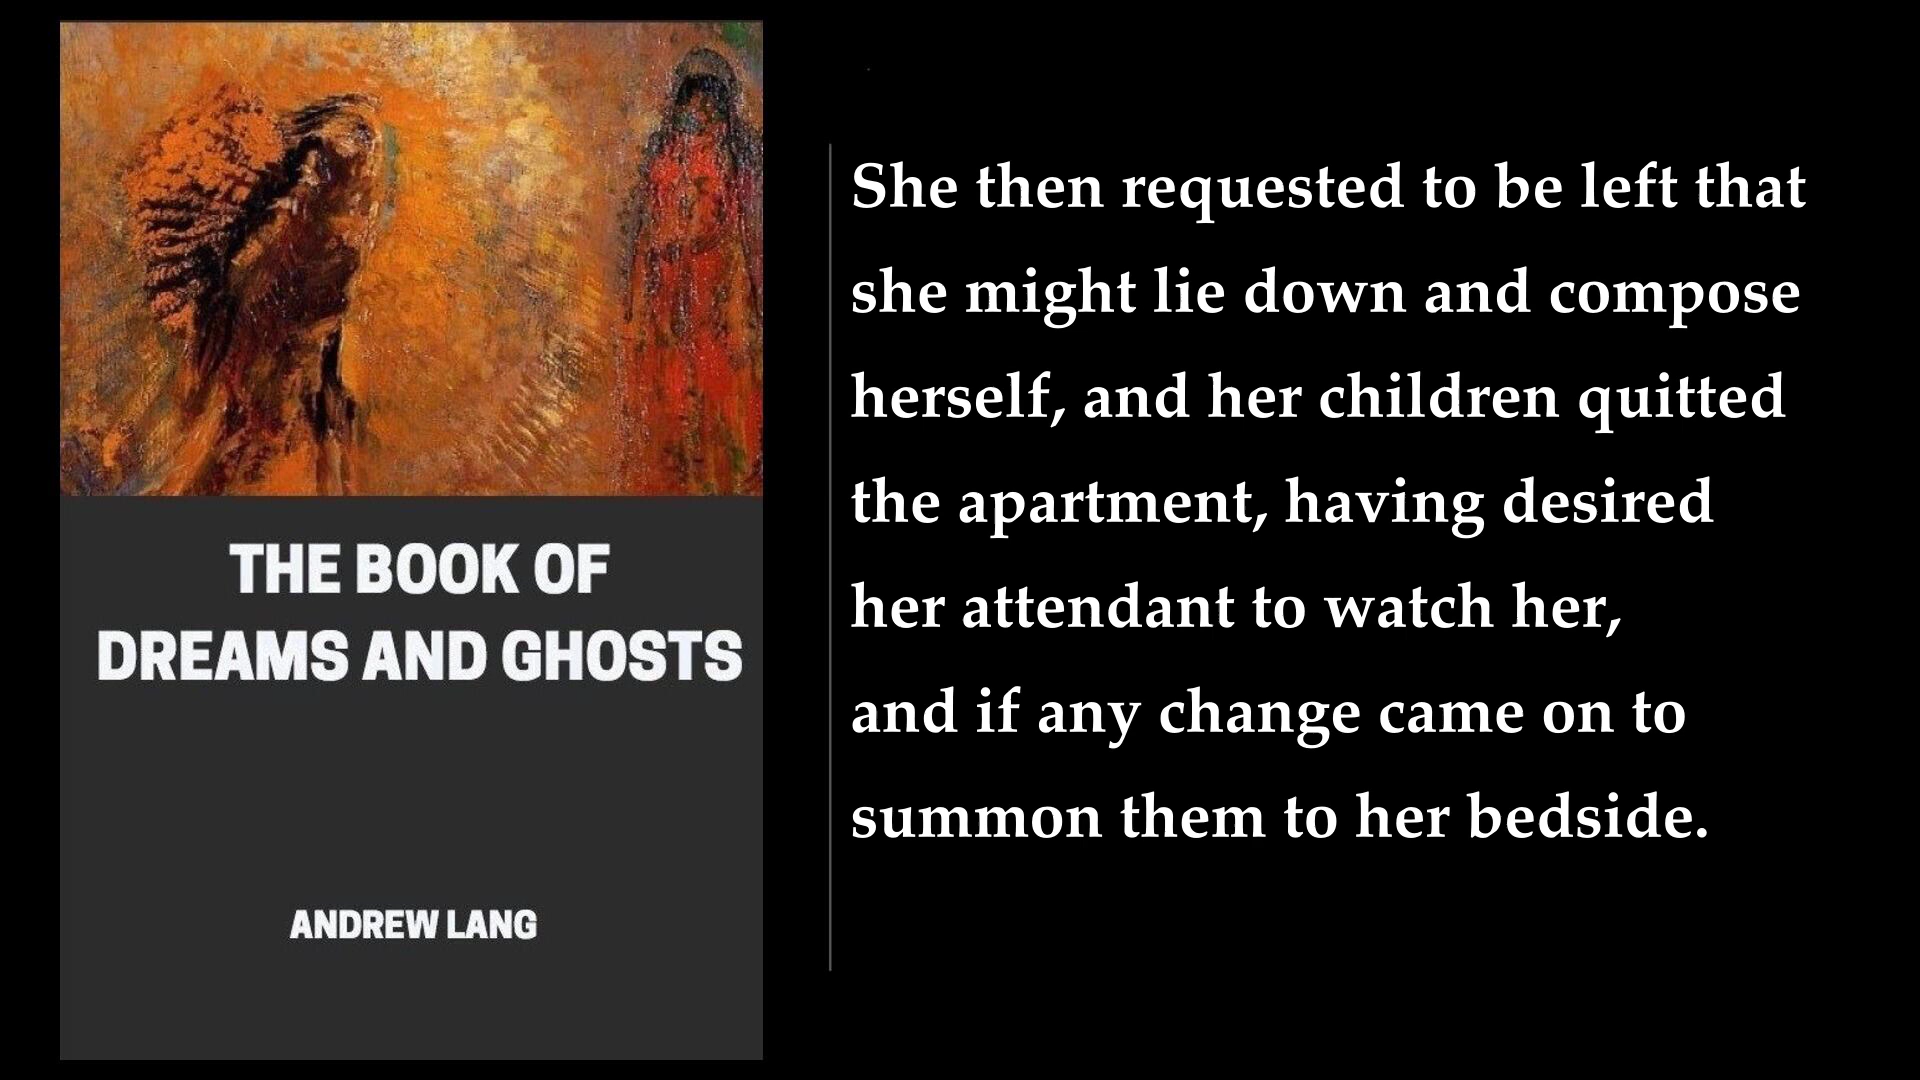 THE BOOK OF
DREAMS AND GHOSTS
ANDREW LANG
She then requested to be left that
she might lie down and compose
herself, and her children quitted
the apartment, having desired
her attendant to watch her,
and if any change came on to
summon them to her bedside.